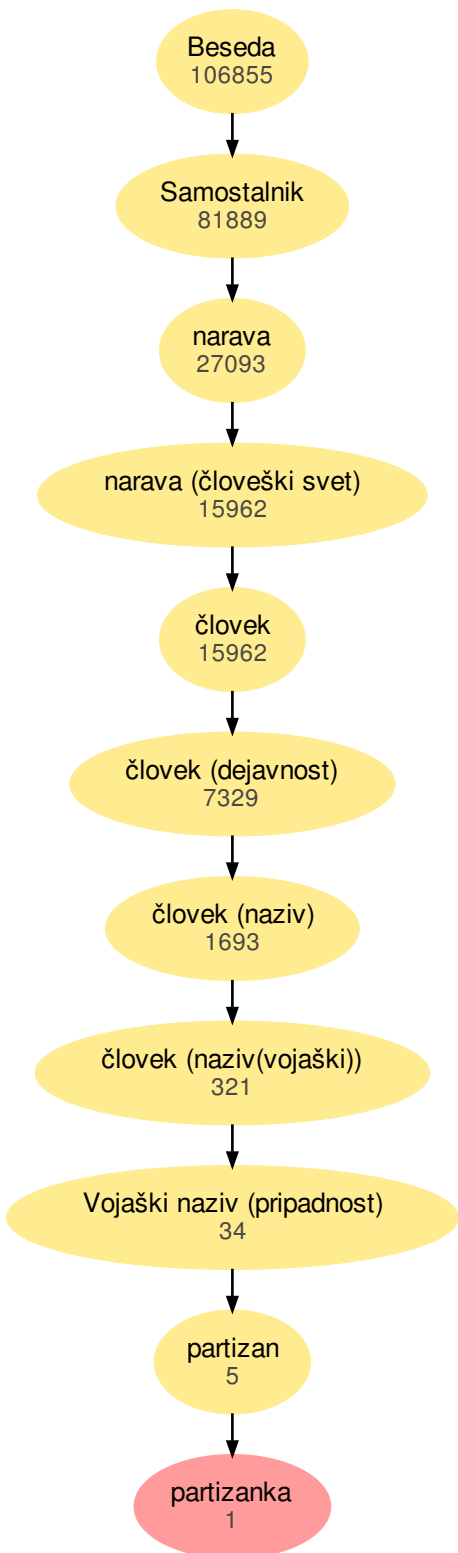 Beseda
106855
Samostalnik
81889
narava
27093
narava (človeški svet)
15962
človek
15962
človek (dejavnost)
7329
človek (naziv)
1693
človek (naziv(vojaški))
321
Vojaški naziv (pripadnost)
34
partizan
5
partizanka
1